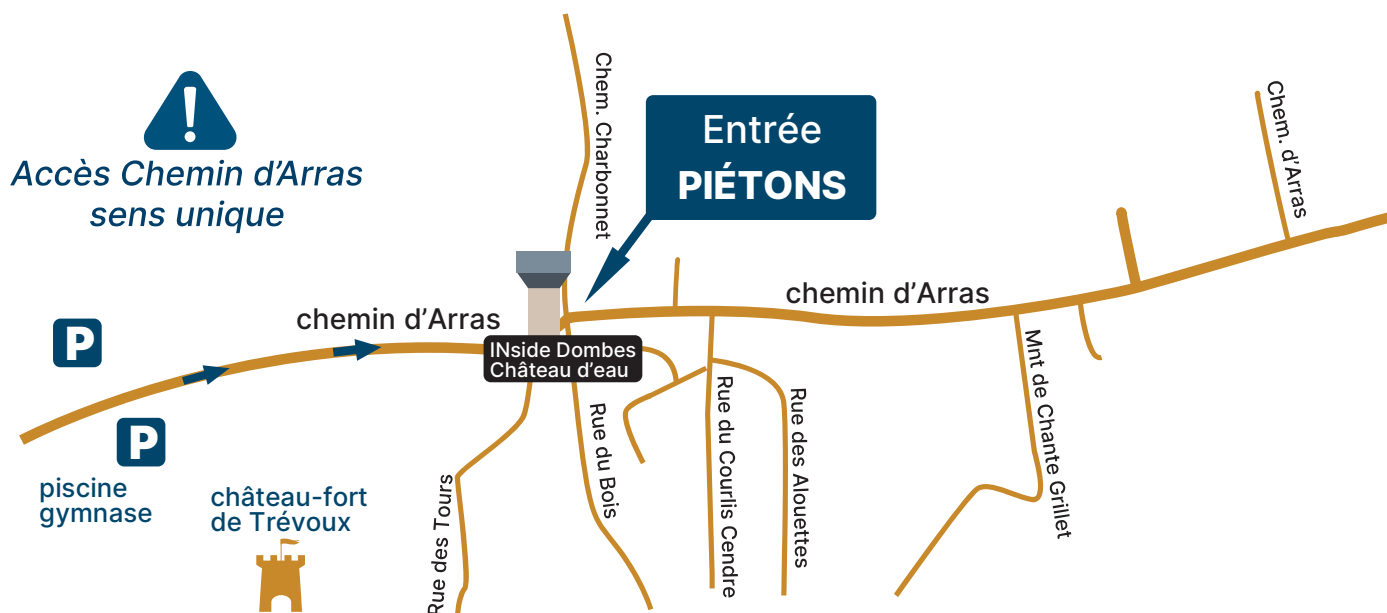 !
Accès Chemin d'Arras
sens unique
Chem. Charbonnet
Entrée
PIÉTONS
Chem. d'Arras
chemin d'Arras
chemin d'Arras
P
INside Dombes
Château d'eau
P
piscine
gymnase
château-fort
de Trévoux
Rue des Tours
Rue du Bois
Rue du Courlis Cendre
Rue des Alouettes
Mnt de Chante Grillet